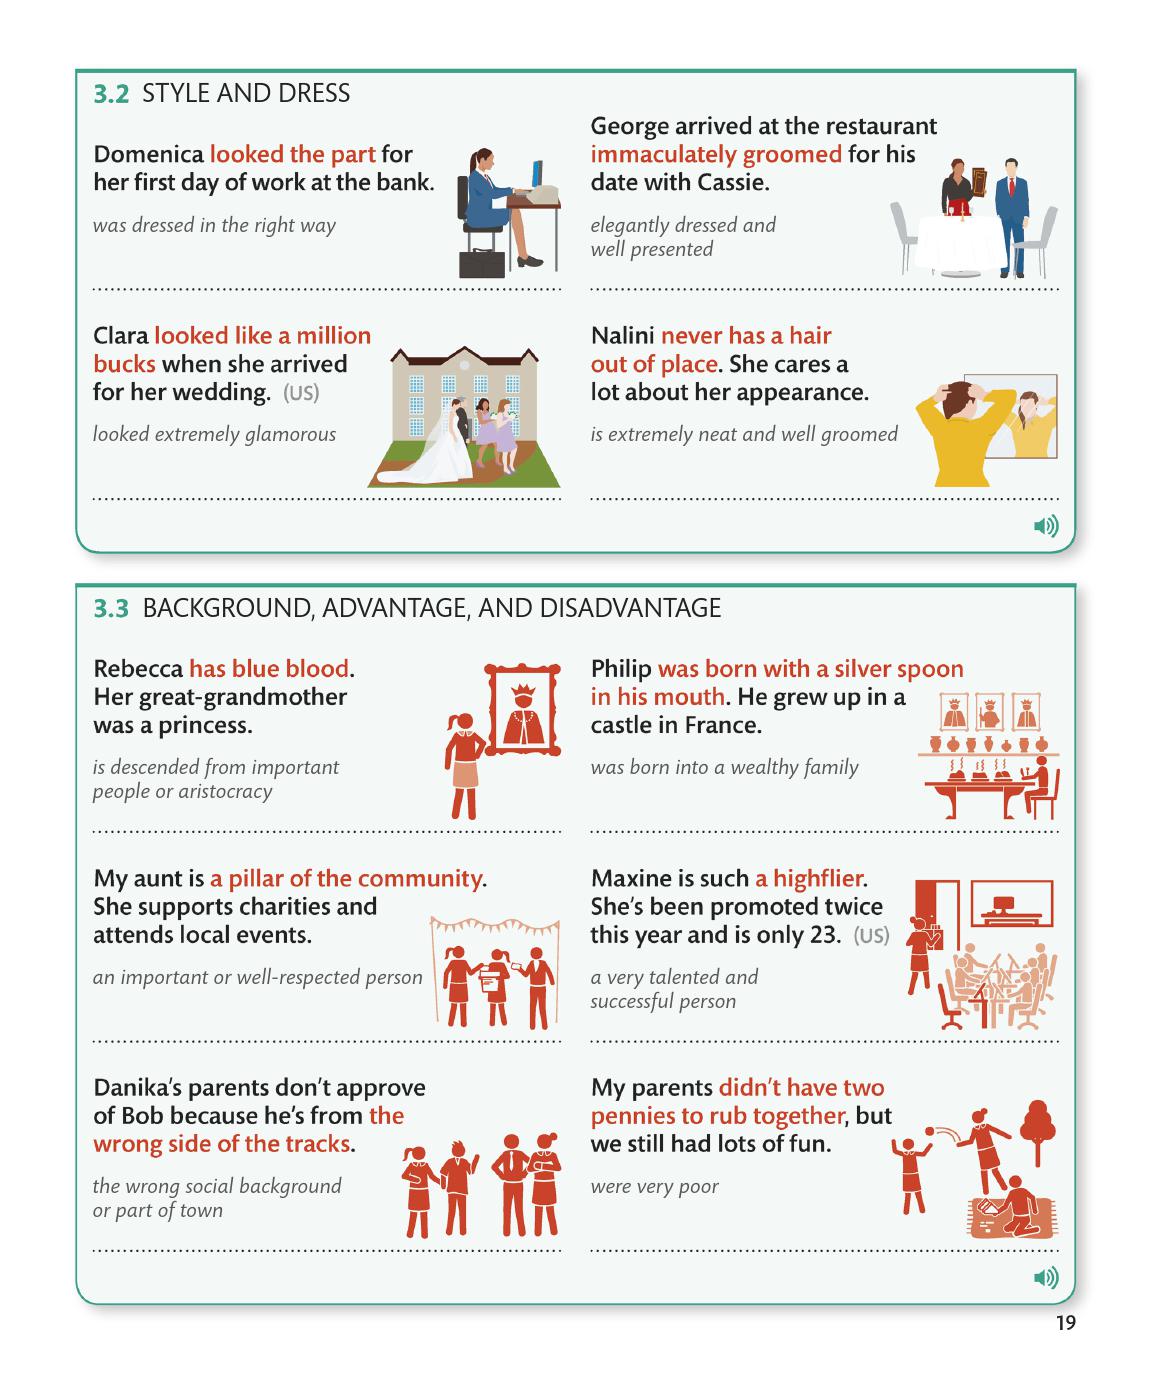 3.2 STYLE AND DRESS
Domenica looked the part for
her first day of work at the bank.
was dressed in the right way
George arrived at the restaurant
immaculately groomed for his
date with Cassie.
elegantly dressed and
well presented
Clara looked like a million
bucks when she arrived
for her wedding. (US)
looked extremely glamorous
Nalini never has a hair
out of place. She cares a
lot about her appearance.
is extremely neat and well groomed
3.3 BACKGROUND, ADVANTAGE, AND DISADVANTAGE
Rebecca has blue blood.
Her great-grandmother
was a princess.
is descended from important
people or aristocracy
Philip was born with a silver spoon
in his mouth. He grew up in a
castle in France.
was born into a wealthy family
My aunt is a pillar of the community.
She supports charities and
attends local events.
an important or well-respected person
Maxine is such a highflier.
She's been promoted twice
this year and is only 23. (US)
a very talented and
successful person
Danika's parents don't approve
of Bob because he's from the
wrong side of the tracks.
the wrong social background
or part of town
My parents didn't have two
pennies to rub together, but
we still had lots of fun.
were very poor
19